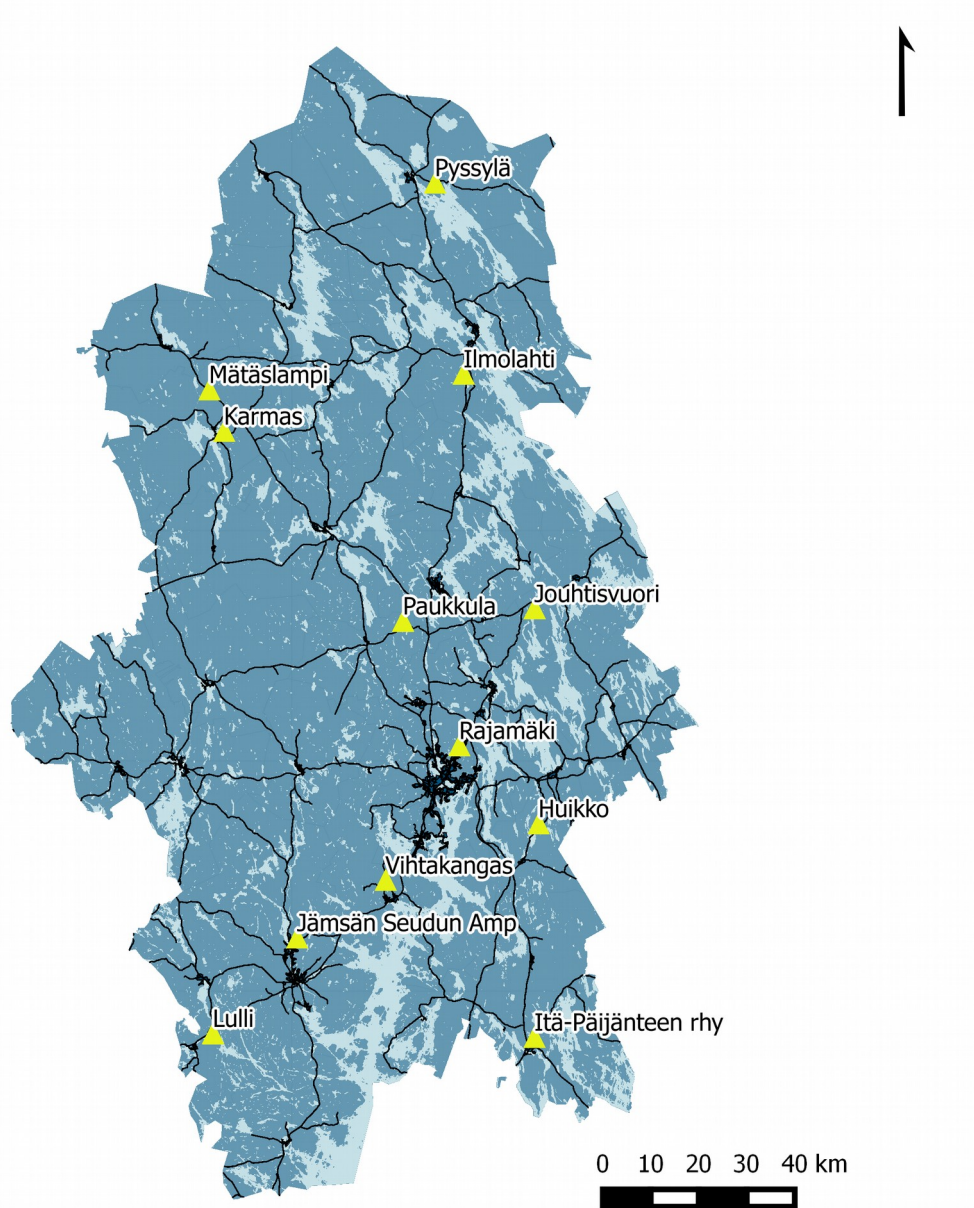 Pyssylä
Ilmolahti
Mätäslampi
Karmas
Jouhtisvuori
Paukkula
Rajamäki
Huikko
Vihtakangas
Jämsän Seudun Amp
Lulli
Itä-Päijänteen rhy
0 10 20 30 40 km